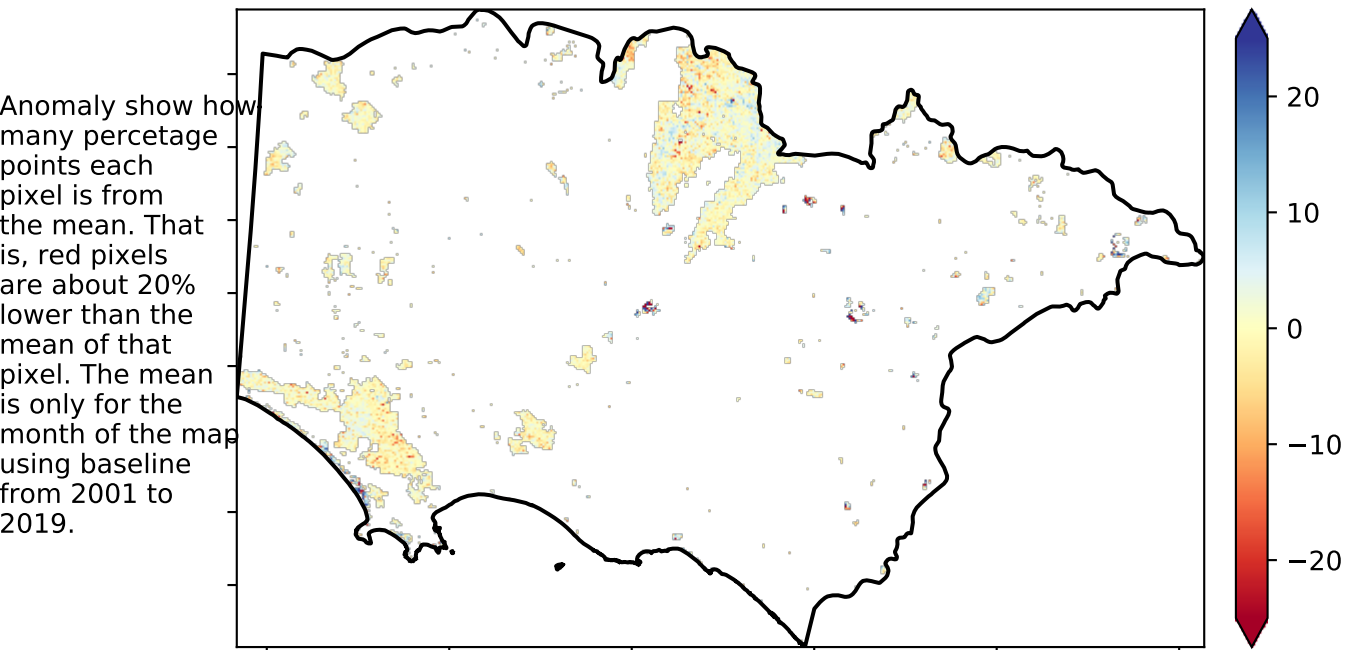 Anomaly show how
many percetage
points each
pixel is from
the mean. That
is, red pixels
are about 20%
lower than the
mean of that
pixel. The mean
is only for the
month of the map
using baseline
from 2001 to
2019.
20
10
0
−10
−20